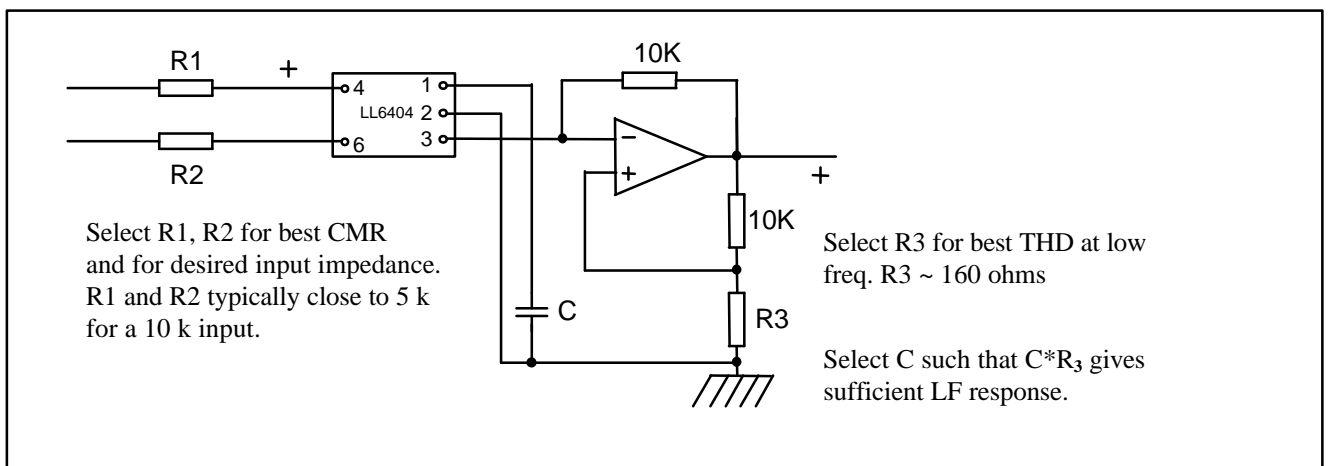 R1
+
10K
4
1
LL6404
2
6
3
R2
−
+
+
10K
Select R1, R2 for best CMR
and for desired input impedance.
R1 and R2 typically close to 5 k
for a 10 k input.
C
R3
Select R3 for best THD at low
freq. R3 ~ 160 ohms
Select C such that C*R₃ gives
sufficient LF response.